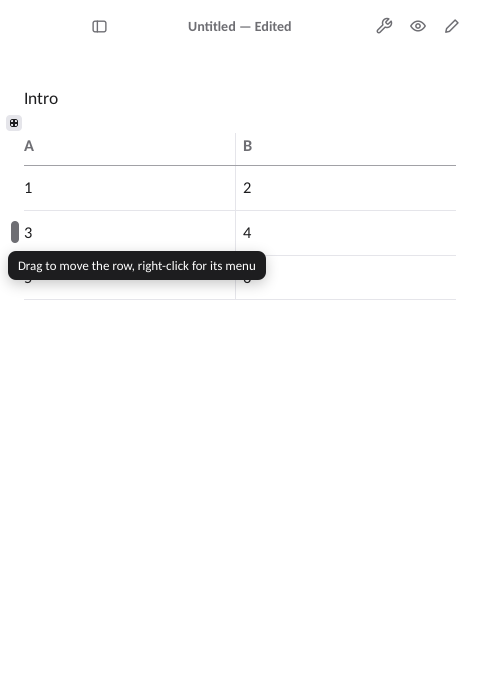 Untitled — Edited
Intro
A B
1 2
3 4
Drag to move the row, right-click for its menu